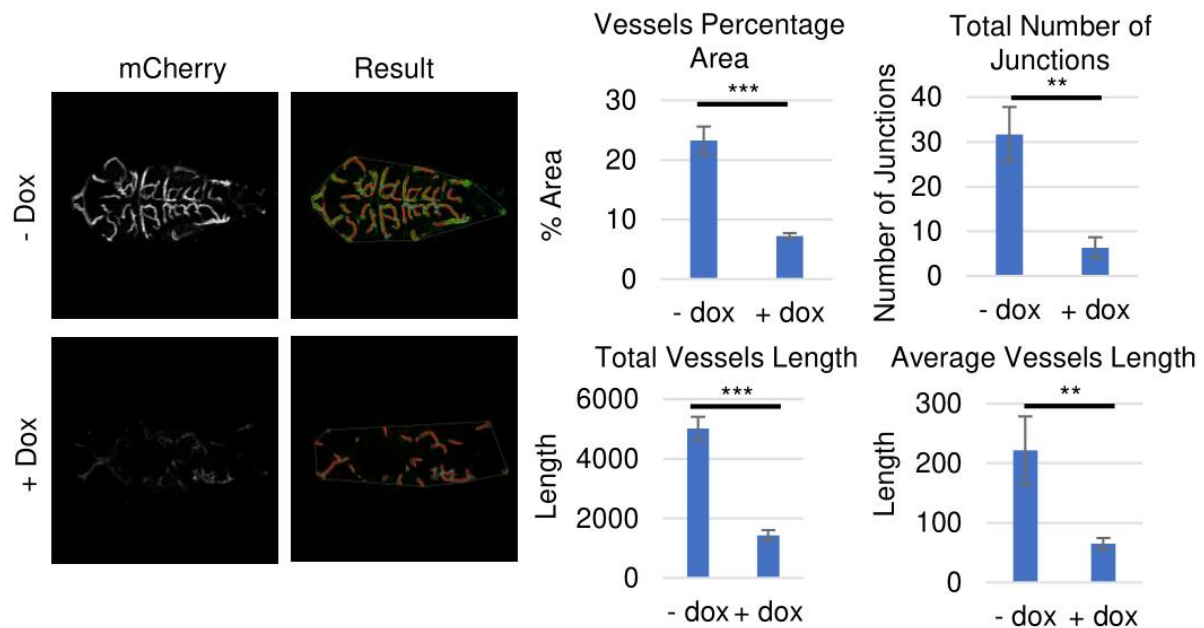 mCherry
Result
- Dox
+ Dox
Vessels Percentage
Area
% Area
30
20
10
0
***
- dox
+ dox
Total Number of
Junctions
Number of Junctions
40
30
20
10
0
**
- dox
+ dox
Total Vessels Length
Length
6000
4000
2000
0
***
- dox
+ dox
Average Vessels Length
Length
300
200
100
0
**
- dox
+ dox